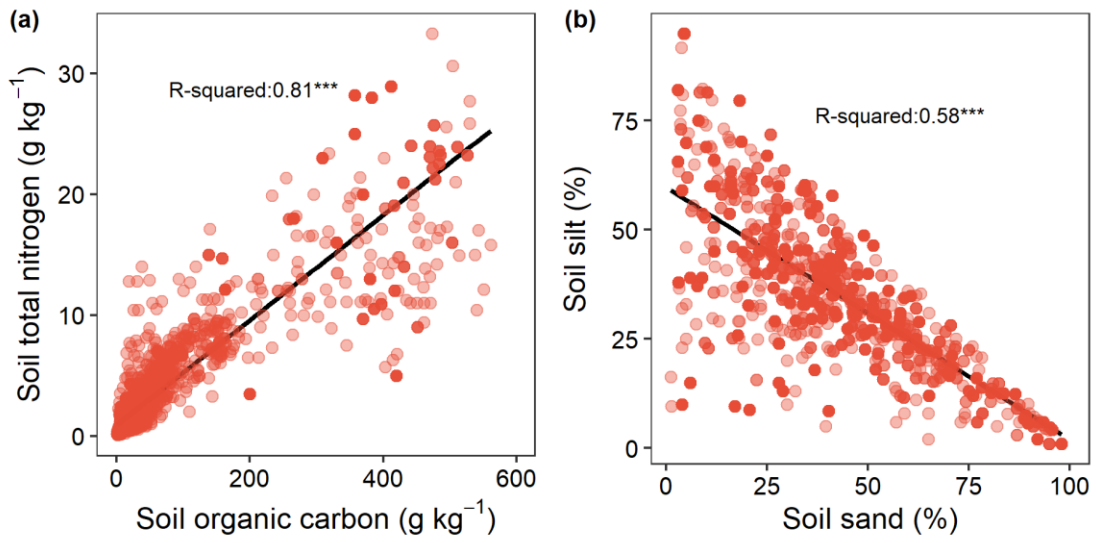 (a)
R-squared:0.81***
Soil total nitrogen (g kg⁻¹)
30
20
10
0
0 200 400 600
Soil organic carbon (g kg⁻¹)
(b)
R-squared:0.58***
Soil silt (%)
75
50
25
0
0 25 50 75 100
Soil sand (%)